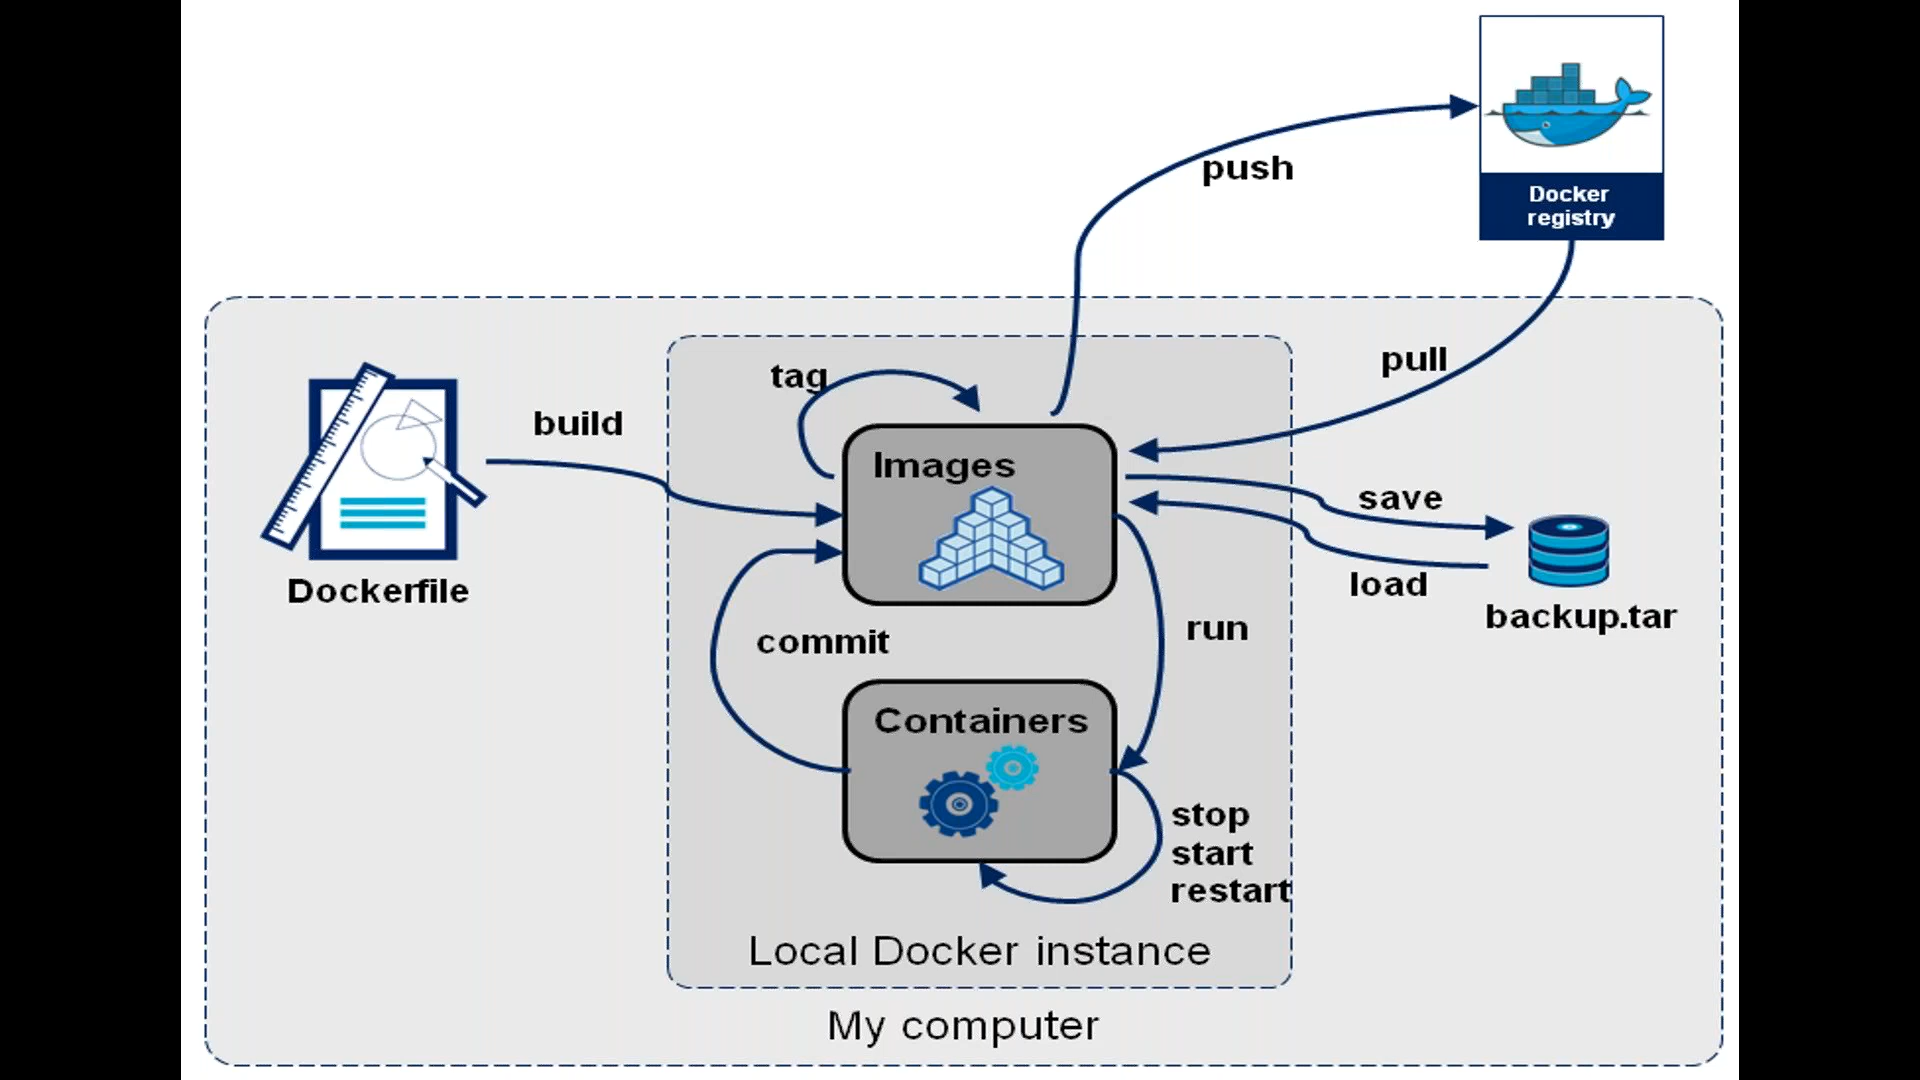 Docker
registry
push
pull
tag
build
Images
save
load
Dockerfile
backup.tar
run
commit
Containers
stop
start
restart
Local Docker instance
My computer